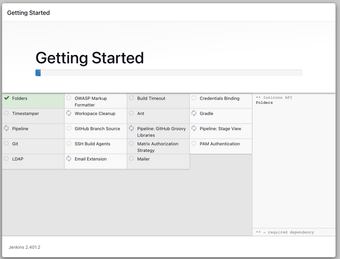 Getting Started
Getting Started
Folders
OWASP Markup Formatter
Build Timeout
Credentials Binding
Timestamper
Workspace Cleanup
Ant
Gradle
Pipeline
GitHub Branch Source
Pipeline: GitHub Groovy Libraries
Pipeline: Stage View
Git
SSH Build Agents
Matrix Authorization Strategy
PAM Authentication
LDAP
Email Extension
Mailer
** Ionicons API
Folders
** - required dependency
Jenkins 2.401.2